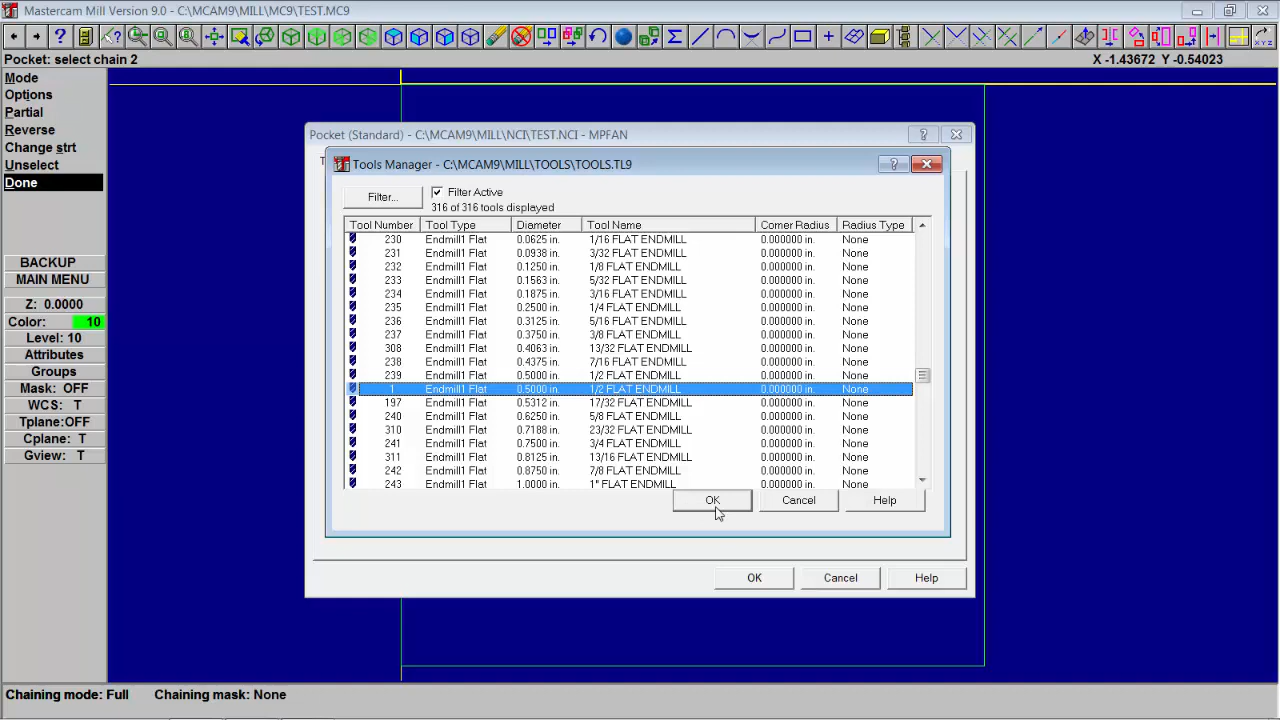 Mastercam Mill Version 9.0 - C:\MCAM9\MILL\MC9\TEST.MC9
Pocket: select chain 2
X -1.43672 Y -0.54023
Mode
Options
Partial
Reverse
Change strt
Unselect
Done
BACKUP
MAIN MENU
Z: 0.0000
Color: 10
Level: 10
Attributes
Groups
Mask: OFF
WCS: T
Tplane:OFF
Cplane: T
Gview: T
Pocket (Standard) - C:\MCAM9\MILL\NCI\TEST.NCI - MPFAN
T
Tools Manager - C:\MCAM9\MILL\TOOLS\TOOLS.TL9
Filter...
Filter Active
316 of 316 tools displayed
Tool Number Tool Type Diameter Tool Name Corner Radius Radius Type
230 Endmill1 Flat 0.0625 in. 1/16 FLAT ENDMILL 0.000000 in. None
231 Endmill1 Flat 0.0938 in. 3/32 FLAT ENDMILL 0.000000 in. None
232 Endmill1 Flat 0.1250 in. 1/8 FLAT ENDMILL 0.000000 in. None
233 Endmill1 Flat 0.1563 in. 5/32 FLAT ENDMILL 0.000000 in. None
234 Endmill1 Flat 0.1875 in. 3/16 FLAT ENDMILL 0.000000 in. None
235 Endmill1 Flat 0.2500 in. 1/4 FLAT ENDMILL 0.000000 in. None
236 Endmill1 Flat 0.3125 in. 5/16 FLAT ENDMILL 0.000000 in. None
237 Endmill1 Flat 0.3750 in. 3/8 FLAT ENDMILL 0.000000 in. None
308 Endmill1 Flat 0.4063 in. 13/32 FLAT ENDMILL 0.000000 in. None
238 Endmill1 Flat 0.4375 in. 7/16 FLAT ENDMILL 0.000000 in. None
239 Endmill1 Flat 0.5000 in. 1/2 FLAT ENDMILL 0.000000 in. None
1 Endmill1 Flat 0.5000 in. 1/2 FLAT ENDMILL 0.000000 in. None
197 Endmill1 Flat 0.5312 in. 17/32 FLAT ENDMILL 0.000000 in. None
240 Endmill1 Flat 0.6250 in. 5/8 FLAT ENDMILL 0.000000 in. None
310 Endmill1 Flat 0.7188 in. 23/32 FLAT ENDMILL 0.000000 in. None
241 Endmill1 Flat 0.7500 in. 3/4 FLAT ENDMILL 0.000000 in. None
311 Endmill1 Flat 0.8125 in. 13/16 FLAT ENDMILL 0.000000 in. None
242 Endmill1 Flat 0.8750 in. 7/8 FLAT ENDMILL 0.000000 in. None
243 Endmill1 Flat 1.0000 in. 1" FLAT ENDMILL 0.000000 in. None
OK Cancel Help
OK Cancel Help
Chaining mode: Full Chaining mask: None